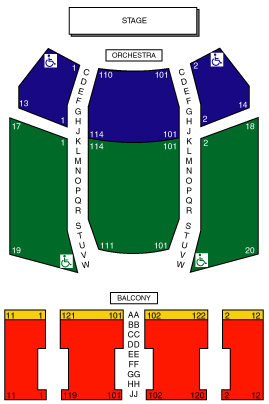 STAGE
ORCHESTRA
1 110 101 2
C C
D D
E E
F F
13 14
G G
H H
1 114 101 2
J J
17 18
K K
1 114 101 2
L L
M M
N N
O O
P P
Q Q
R R
S S
T T
U U
V V
W W
19 111 101 20
BALCONY
11 1 121 101 AA 102 122 2 12
BB
CC
DD
EE
FF
GG
HH
11 1 119 101 JJ 102 120 2 12